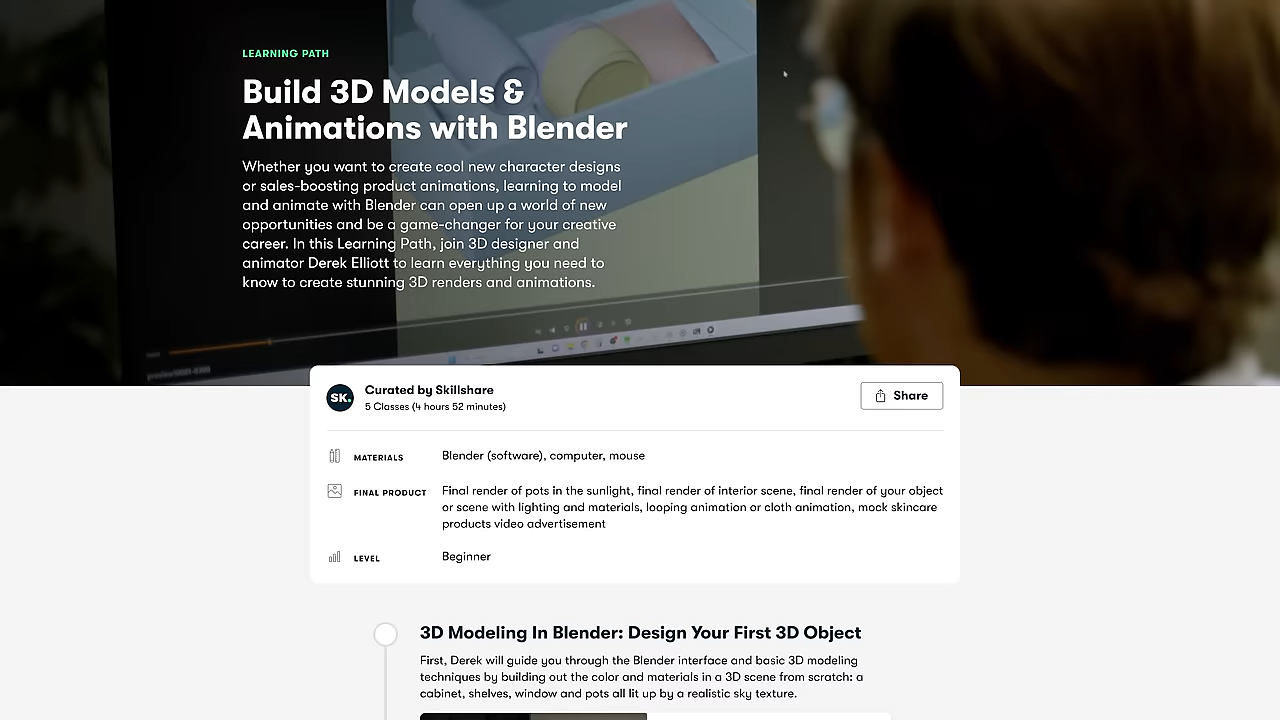 LEARNING PATH
Build 3D Models &
Animations with Blender
Whether you want to create cool new character designs
or sales-boosting product animations, learning to model
and animate with Blender can open up a world of new
opportunities and be a game-changer for your creative
career. In this Learning Path, join 3D designer and
animator Derek Elliott to learn everything you need to
know to create stunning 3D renders and animations.
SK.
Curated by Skillshare
5 Classes (4 hours 52 minutes)
Share
MATERIALS
Blender (software), computer, mouse
FINAL PRODUCT
Final render of pots in the sunlight, final render of interior scene, final render of your object
or scene with lighting and materials, looping animation or cloth animation, mock skincare
products video advertisement
LEVEL
Beginner
3D Modeling In Blender: Design Your First 3D Object
First, Derek will guide you through the Blender interface and basic 3D modeling
techniques by building out the color and materials in a 3D scene from scratch: a
cabinet, shelves, window and pots all lit up by a realistic sky texture.